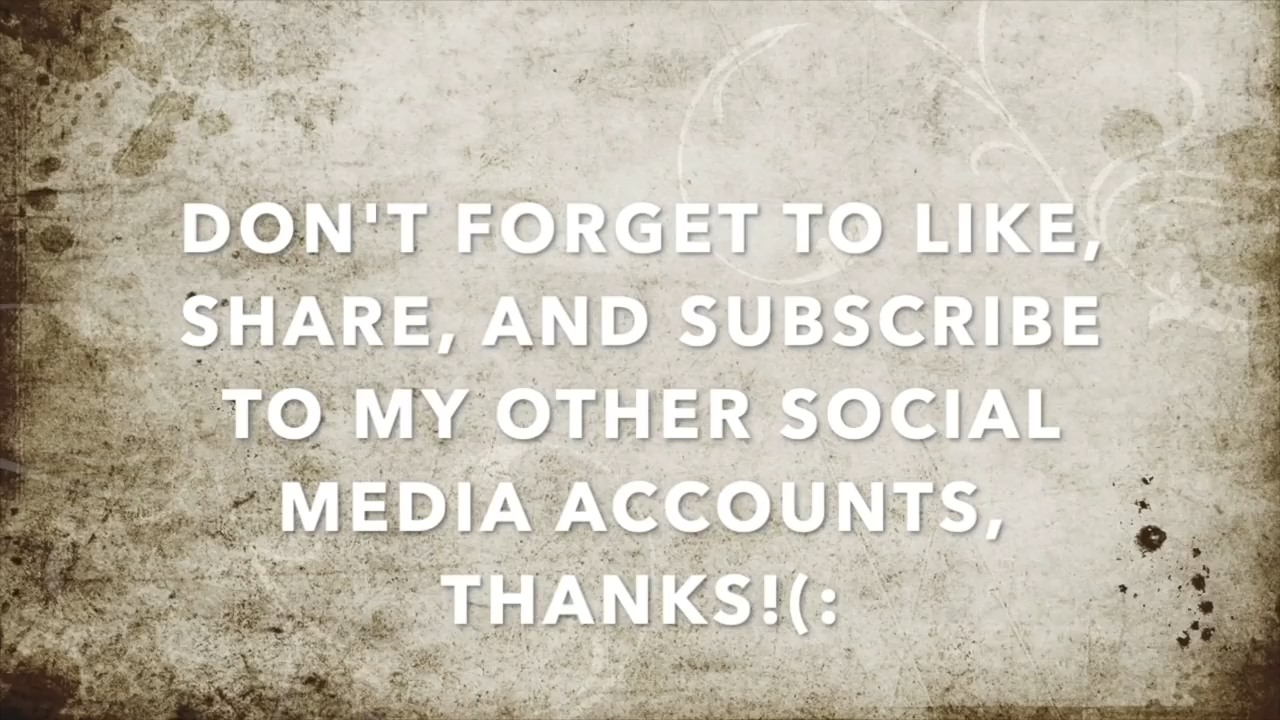 DON'T FORGET TO LIKE,
SHARE, AND SUBSCRIBE
TO MY OTHER SOCIAL
MEDIA ACCOUNTS,
THANKS!(: